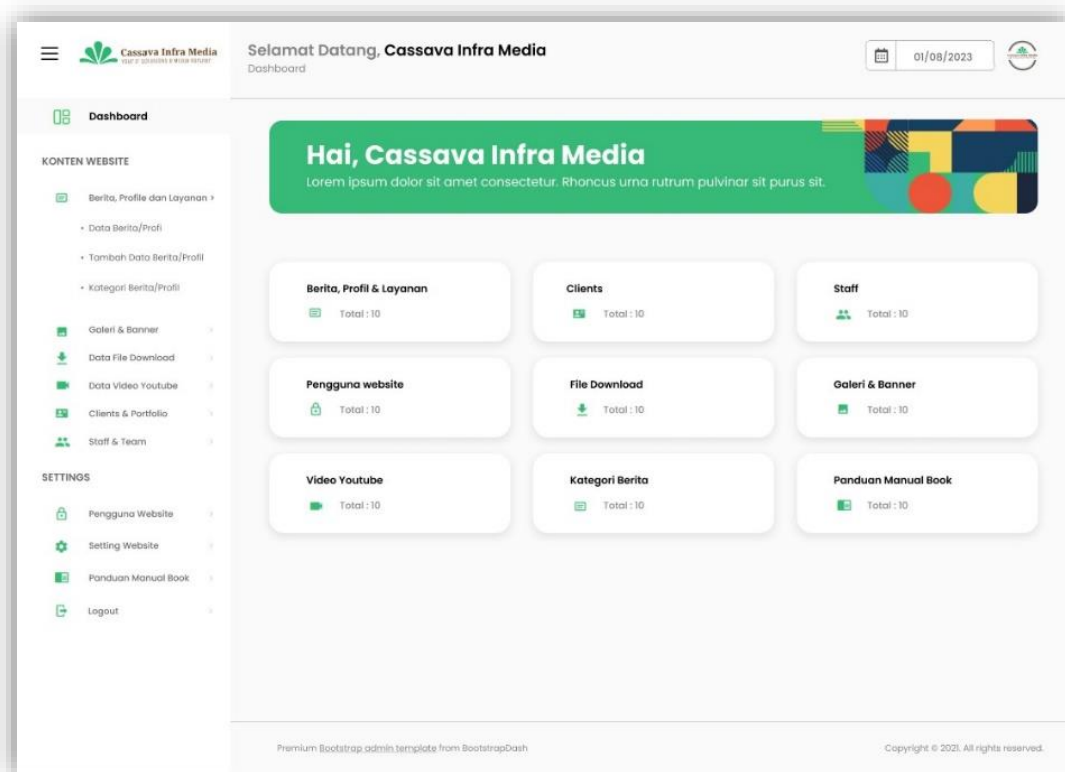 Cassava Infra Media
Selamat Datang, Cassava Infra Media
Dashboard
01/08/2023
Dashboard
KONTEN WEBSITE
Berita, Profile dan Layanan >
• Data Berita/Profi
• Tambah Data Berita/Profil
• Kategori Berita/Profil
Galeri & Banner
Data File Download
Data Video Youtube
Clients & Portfolio
Staff & Team
SETTINGS
Pengguna Website
Setting Website
Panduan Manual Book
Logout
Hai, Cassava Infra Media
Lorem ipsum dolor sit amet consectetur. Rhoncus urna rutrum pulvinar sit purus sit.
Berita, Profil & Layanan
Total : 10
Clients
Total : 10
Staff
Total : 10
Pengguna website
Total : 10
File Download
Total : 10
Galeri & Banner
Total : 10
Video Youtube
Total : 10
Kategori Berita
Total : 10
Panduan Manual Book
Total : 10
Premium Bootstrap admin template from BootstrapDash
Copyright © 2021. All rights reserved.